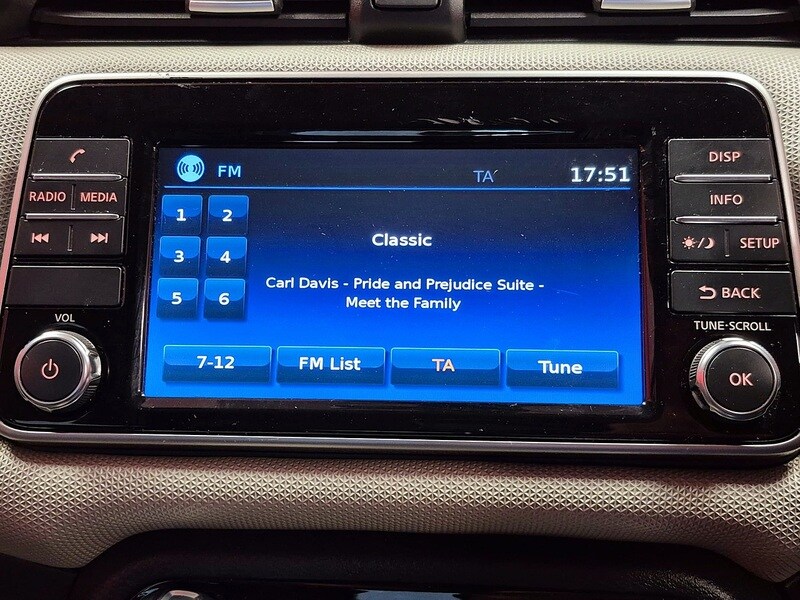 FM
TA
17:51
1 2
3 4
5 6
Classic
Carl Davis - Pride and Prejudice Suite -
Meet the Family
7-12
FM List
TA
Tune
RADIO
MEDIA
VOL
DISP
INFO
SETUP
BACK
TUNE·SCROLL
OK